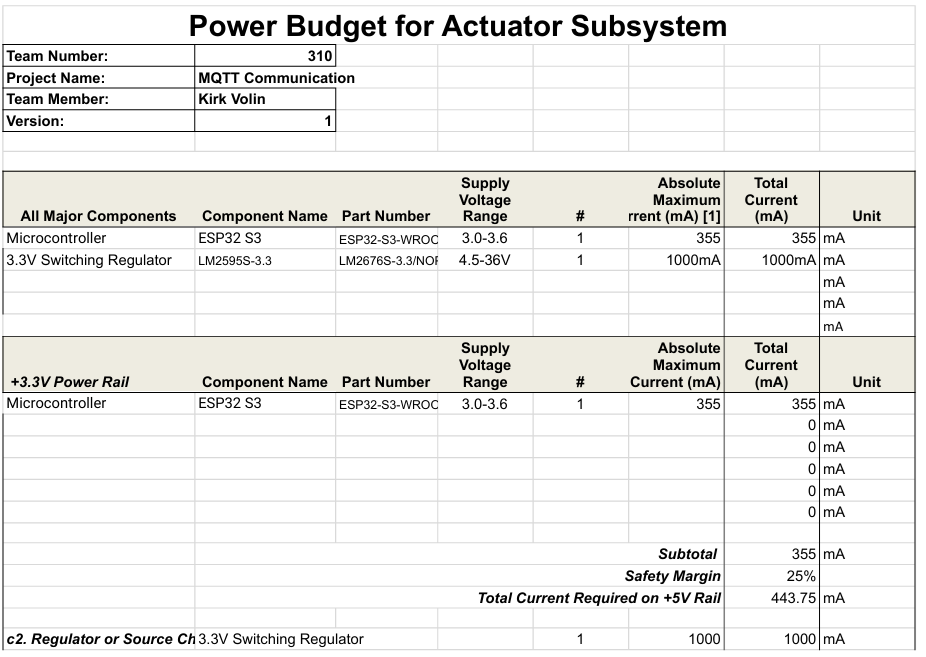 Power Budget for Actuator Subsystem
Team Number: 310
Project Name: MQTT Communication
Team Member: Kirk Volin
Version: 1
All Major Components Component Name Part Number Supply Voltage Range # Absolute Maximum rrent (mA) [1] Total Current (mA) Unit
Microcontroller ESP32 S3 ESP32-S3-WROC 3.0-3.6 1 355 355 mA
3.3V Switching Regulator LM2595S-3.3 LM2676S-3.3/NOF 4.5-36V 1 1000mA 1000mA mA
mA
mA
mA
+3.3V Power Rail Component Name Part Number Supply Voltage Range # Absolute Maximum Current (mA) Total Current (mA) Unit
Microcontroller ESP32 S3 ESP32-S3-WROC 3.0-3.6 1 355 355 mA
0 mA
0 mA
0 mA
0 mA
0 mA
Subtotal 355 mA
Safety Margin 25%
Total Current Required on +5V Rail 443.75 mA
c2. Regulator or Source Ch 3.3V Switching Regulator 1 1000 1000 mA